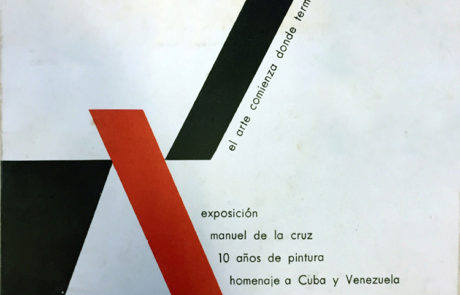 el arte comienza donde
exposición
manuel de la cruz
10 años de pintura
homenaje a Cuba y Venezuela